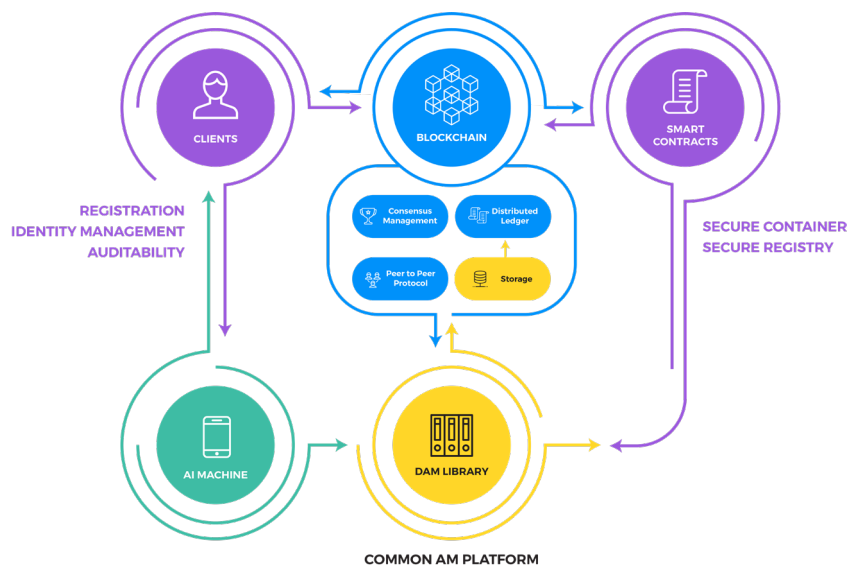 CLIENTS
BLOCKCHAIN
SMART
CONTRACTS
Consensus
Management
Distributed
Ledger
Peer to Peer
Protocol
Storage
REGISTRATION
IDENTITY MANAGEMENT
AUDITABILITY
SECURE CONTAINER
SECURE REGISTRY
AI MACHINE
DAM LIBRARY
COMMON AM PLATFORM